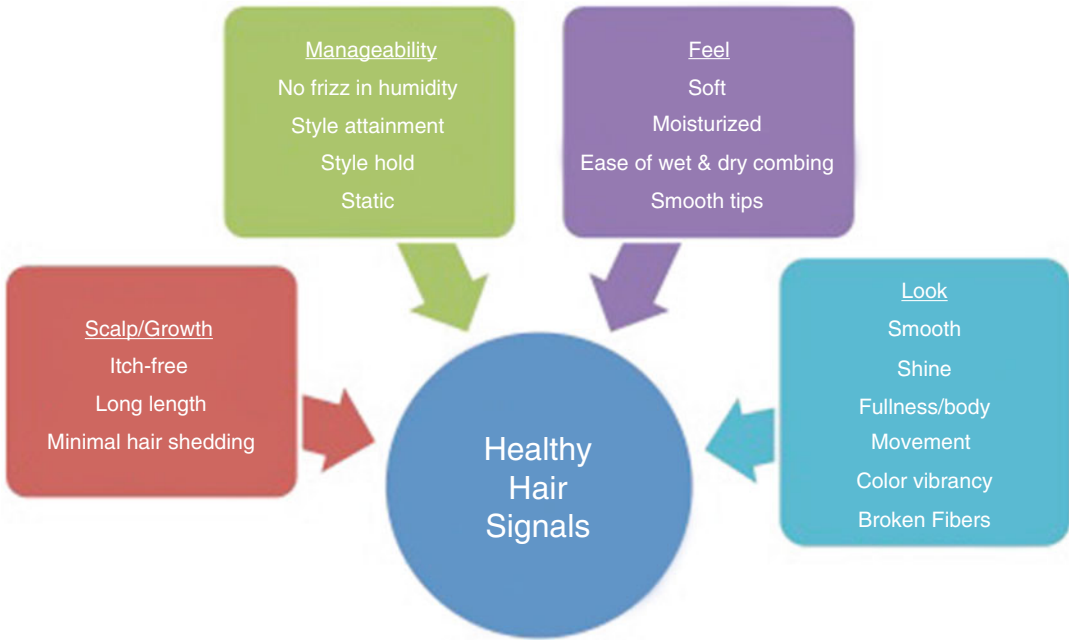 Manageability
No frizz in humidity
Style attainment
Style hold
Static
Feel
Soft
Moisturized
Ease of wet & dry combing
Smooth tips
Scalp/Growth
Itch-free
Long length
Minimal hair shedding
Look
Smooth
Shine
Fullness/body
Movement
Color vibrancy
Broken Fibers
Healthy
Hair
Signals